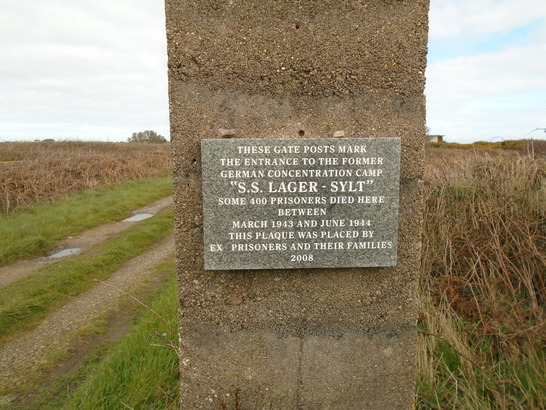 THESE GATE POSTS MARK
THE ENTRANCE TO THE FORMER
GERMAN CONCENTRATION CAMP
"S.S. LAGER - SYLT"
SOME 400 PRISONERS DIED HERE
BETWEEN
MARCH 1943 AND JUNE 1944
THIS PLAQUE WAS PLACED BY
EX PRISONERS AND THEIR FAMILIES
2008